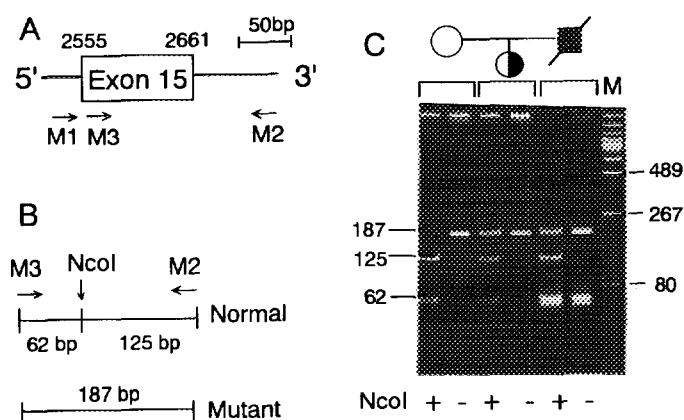 A
2555 2661 50bp
5' Exon 15 3'
M1 M3 M2
B
M3 NcoI M2
Normal
62 bp 125 bp
187 bp
Mutant
C
M
489
267
187
125
62
80
NcoI + - + - + -